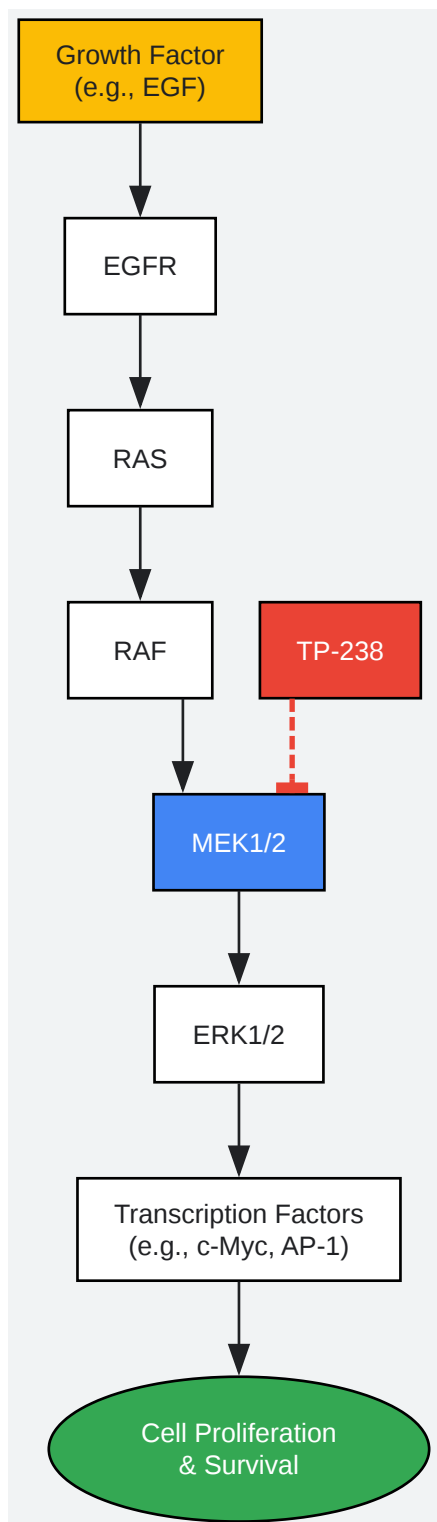 Growth Factor
(e.g., EGF)
EGFR
RAS
RAF
TP-238
MEK1/2
ERK1/2
Transcription Factors
(e.g., c-Myc, AP-1)
Cell Proliferation
& Survival